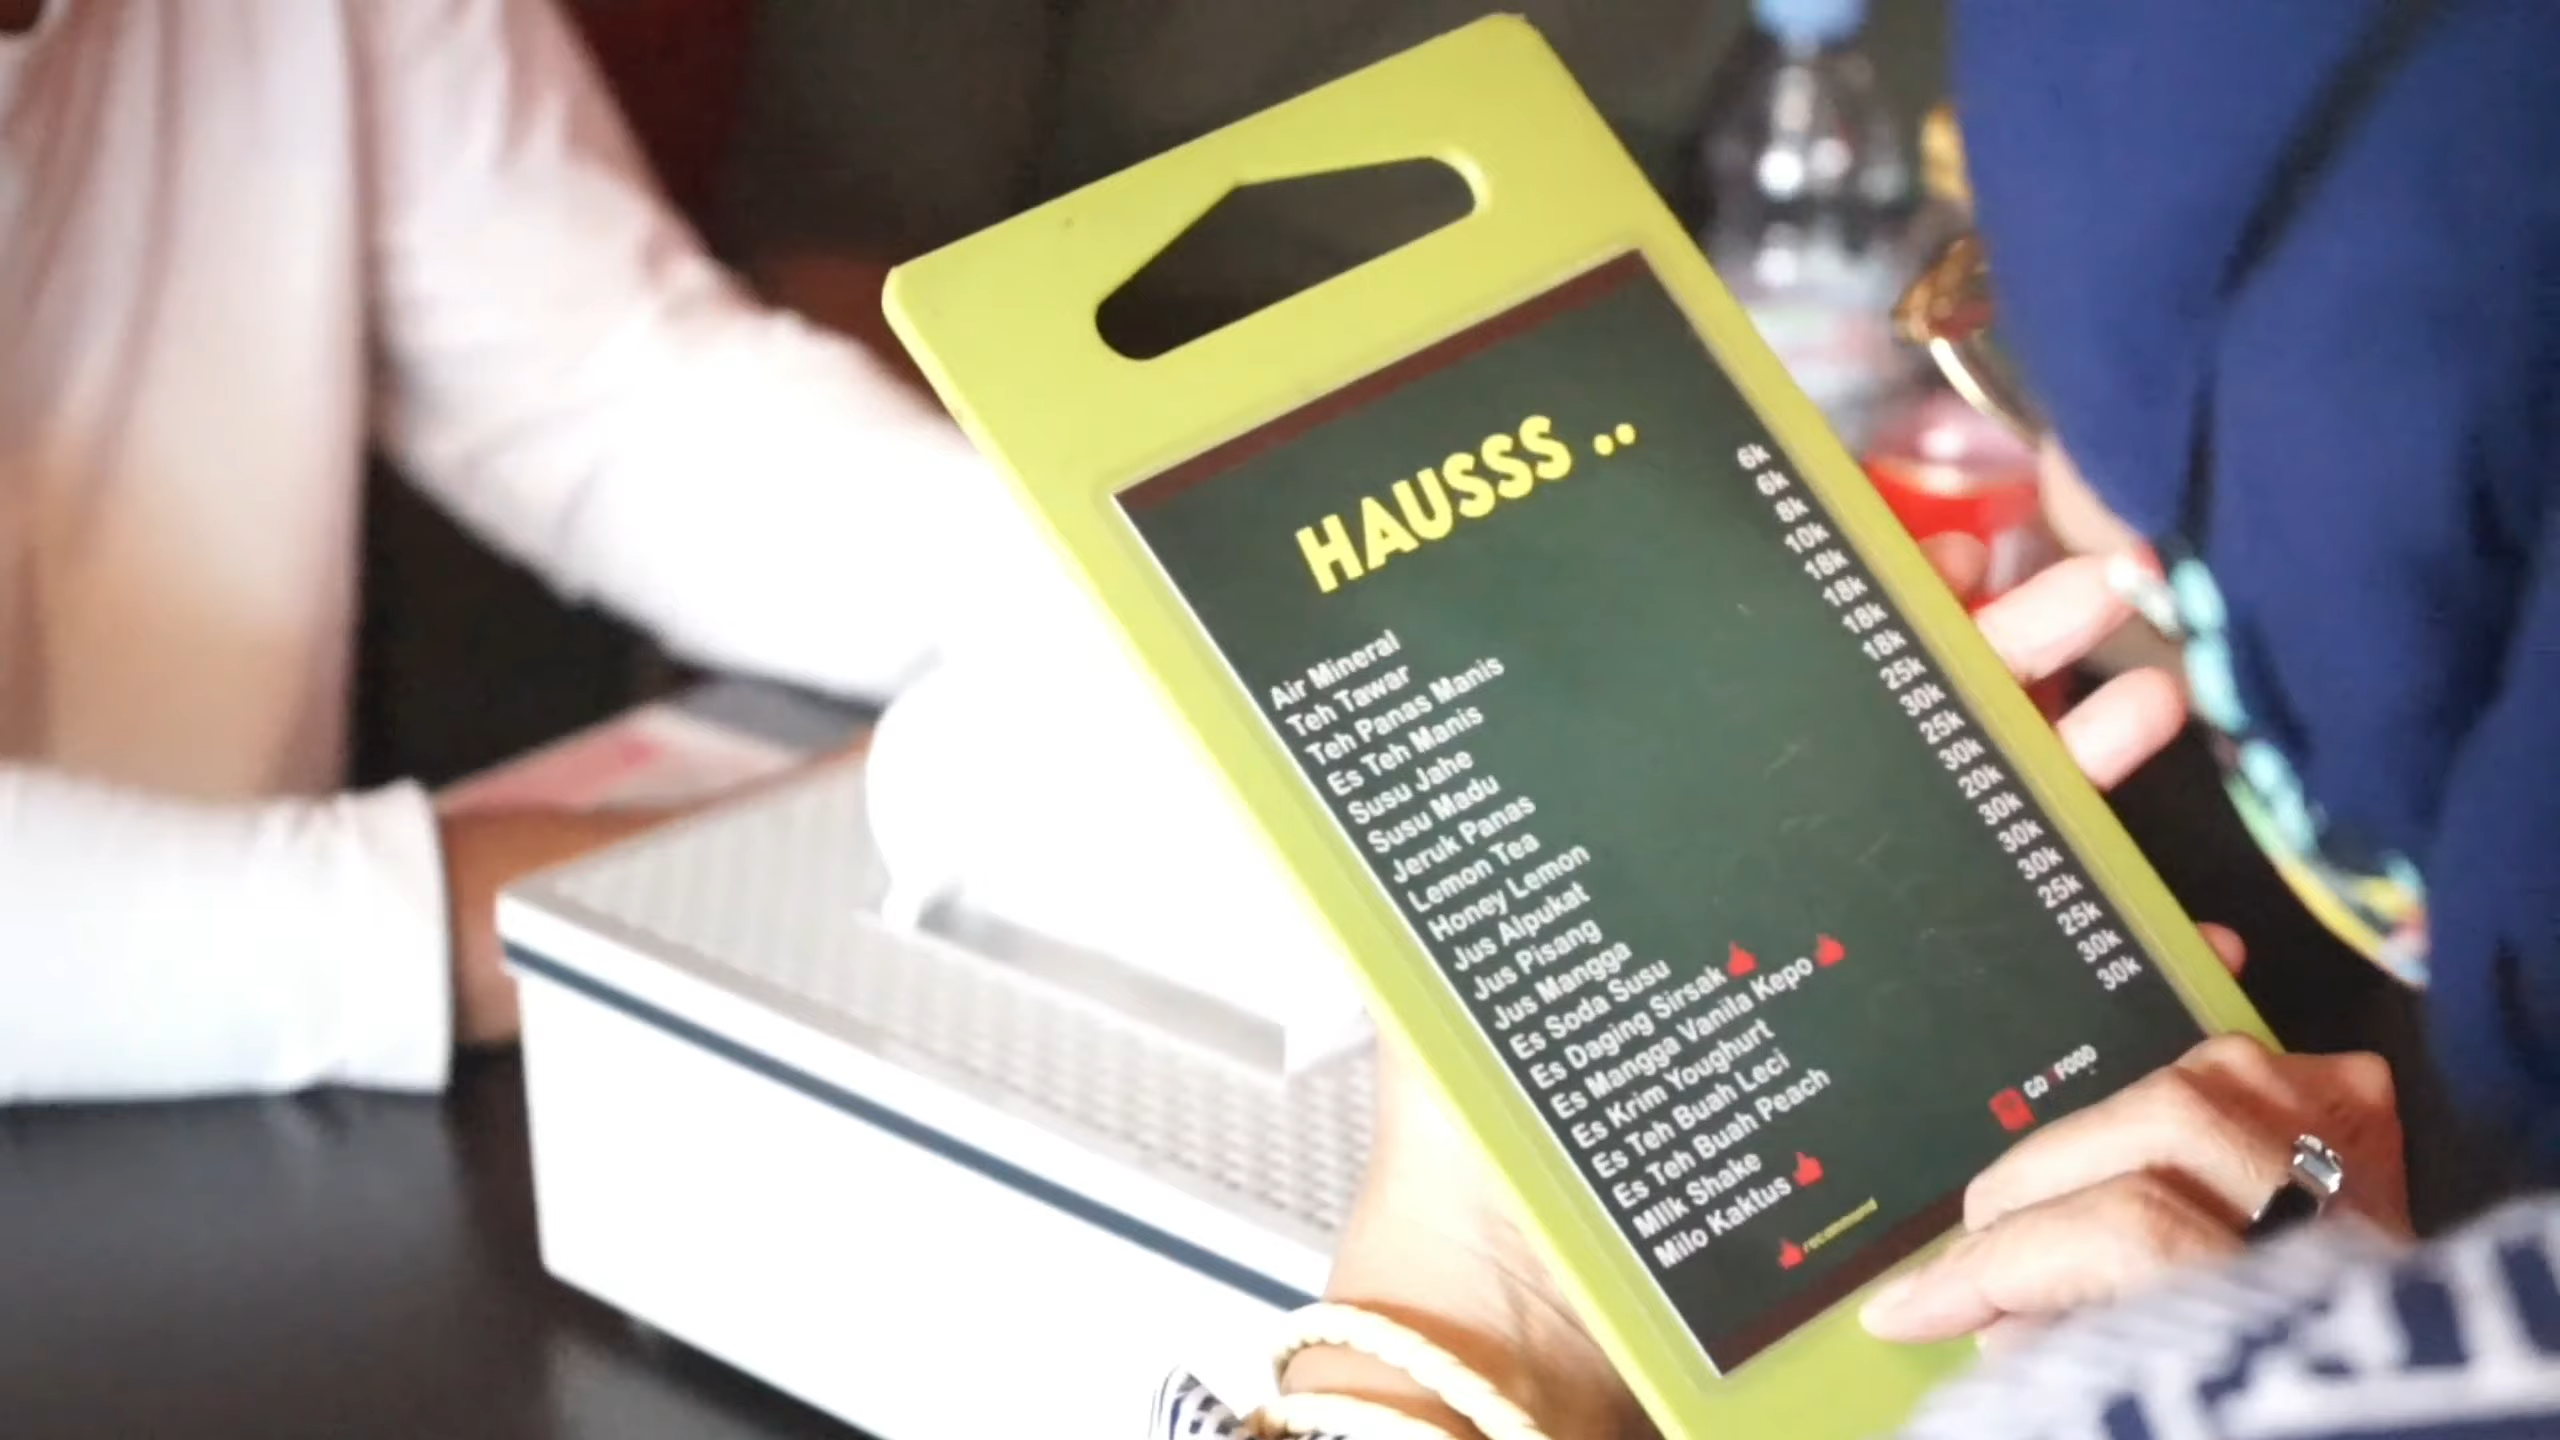 HAUSSS ..
Air Mineral 6k
Teh Tawar 6k
Teh Panas Manis 8k
Es Teh Manis 10k
Susu Jahe 18k
Susu Madu 18k
Jeruk Panas 18k
Lemon Tea 18k
Honey Lemon 25k
Jus Alpukat 30k
Jus Pisang 25k
Jus Mangga 30k
Es Soda Susu 20k
Es Daging Sirsak 30k
Es Mangga Vanila Kepo 30k
Es Krim Youghurt 30k
Es Teh Buah Leci 25k
Es Teh Buah Peach 25k
MIlk Shake 30k
Milo Kaktus 30k
recommend
GO FOOD